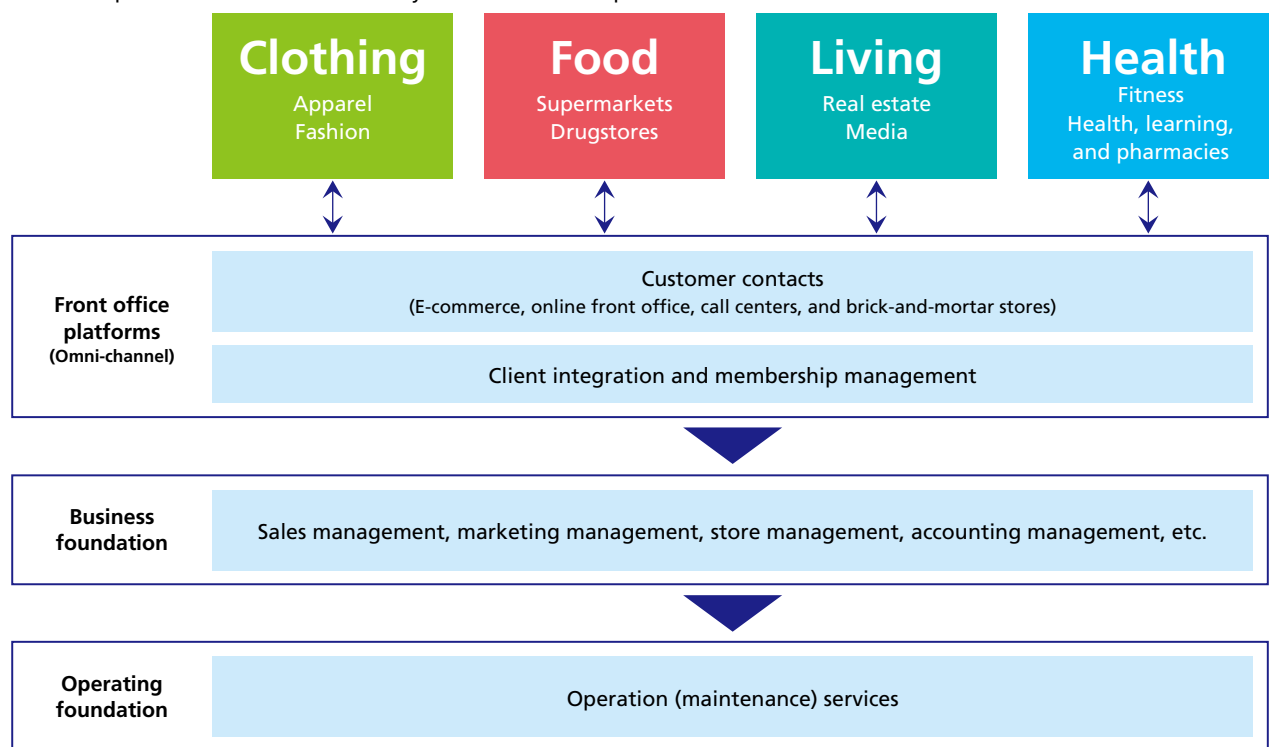 Clothing
Apparel
Fashion
Food
Supermarkets
Drugstores
Living
Real estate
Media
Health
Fitness
Health, learning,
and pharmacies
Front office
platforms
(Omni-channel)
Customer contacts
(E-commerce, online front office, call centers, and brick-and-mortar stores)
Client integration and membership management
Business
foundation
Sales management, marketing management, store management, accounting management, etc.
Operating
foundation
Operation (maintenance) services